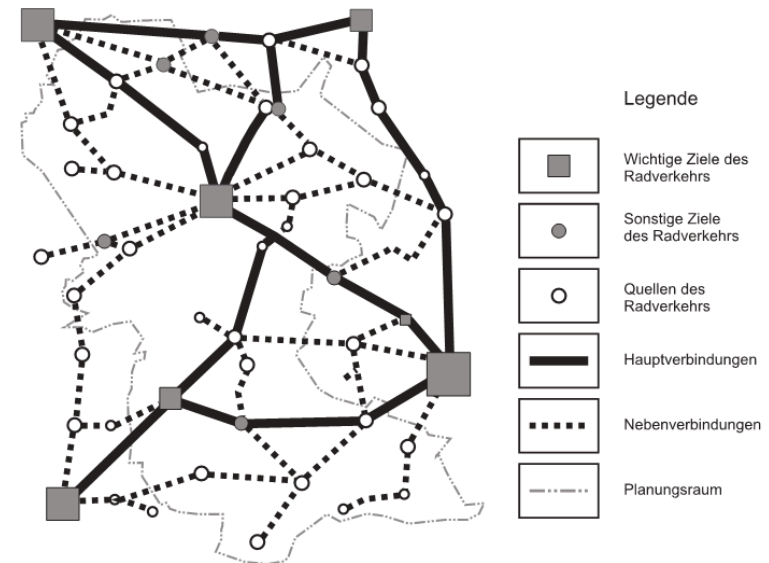 Legende
Wichtige Ziele des
Radverkehrs
Sonstige Ziele
des Radverkehrs
Quellen des
Radverkehrs
Hauptverbindungen
Nebenverbindungen
Planungsraum